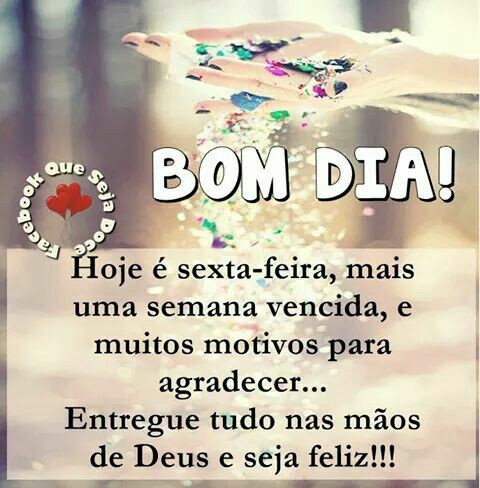 BOM DIA!
Facebook Que Seja Doce
Hoje é sexta-feira, mais
uma semana vencida, e
muitos motivos para
agradecer...
Entregue tudo nas mãos
de Deus e seja feliz!!!